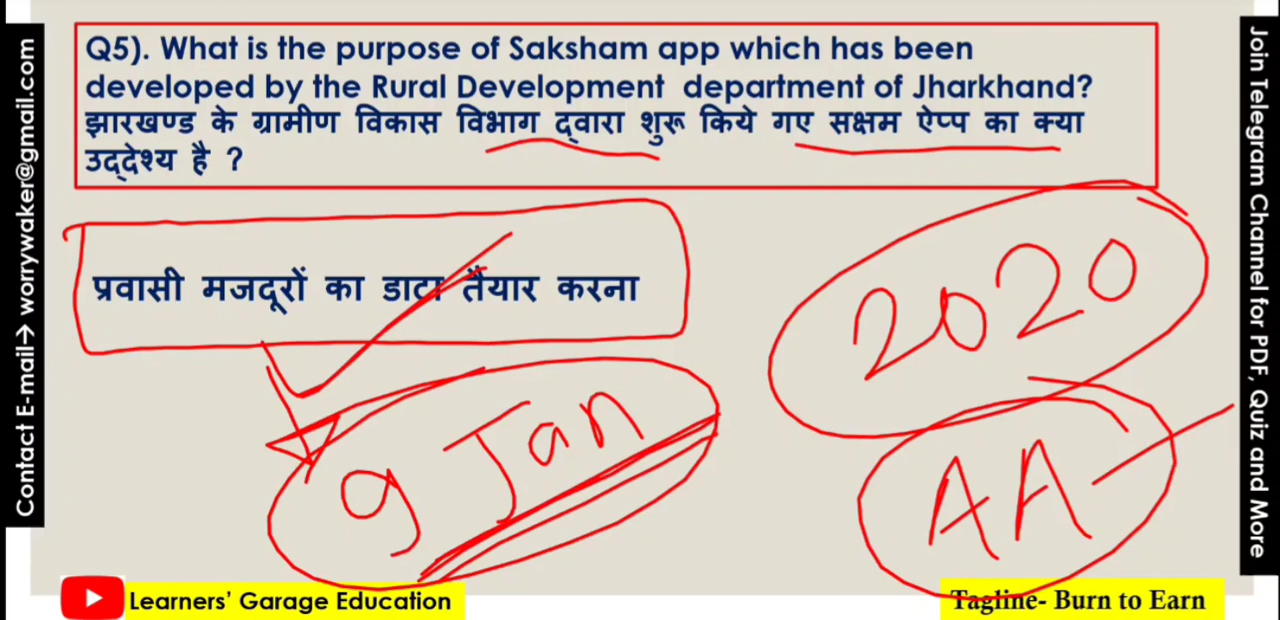 Q5). What is the purpose of Saksham app which has been
developed by the Rural Development department of Jharkhand?
झारखण्ड के ग्रामीण विकास विभाग द्वारा शुरू किये गए सक्षम ऐप्प का क्या
उद्देश्य है ?
प्रवासी मजदूरों का डाटा तैयार करना
2020
9 Jan
AA
Contact E-mail→ worrywaker@gmail.com
Join Telegram Channel for PDF, Quiz and More
Learners' Garage Education
Tagline- Burn to Earn